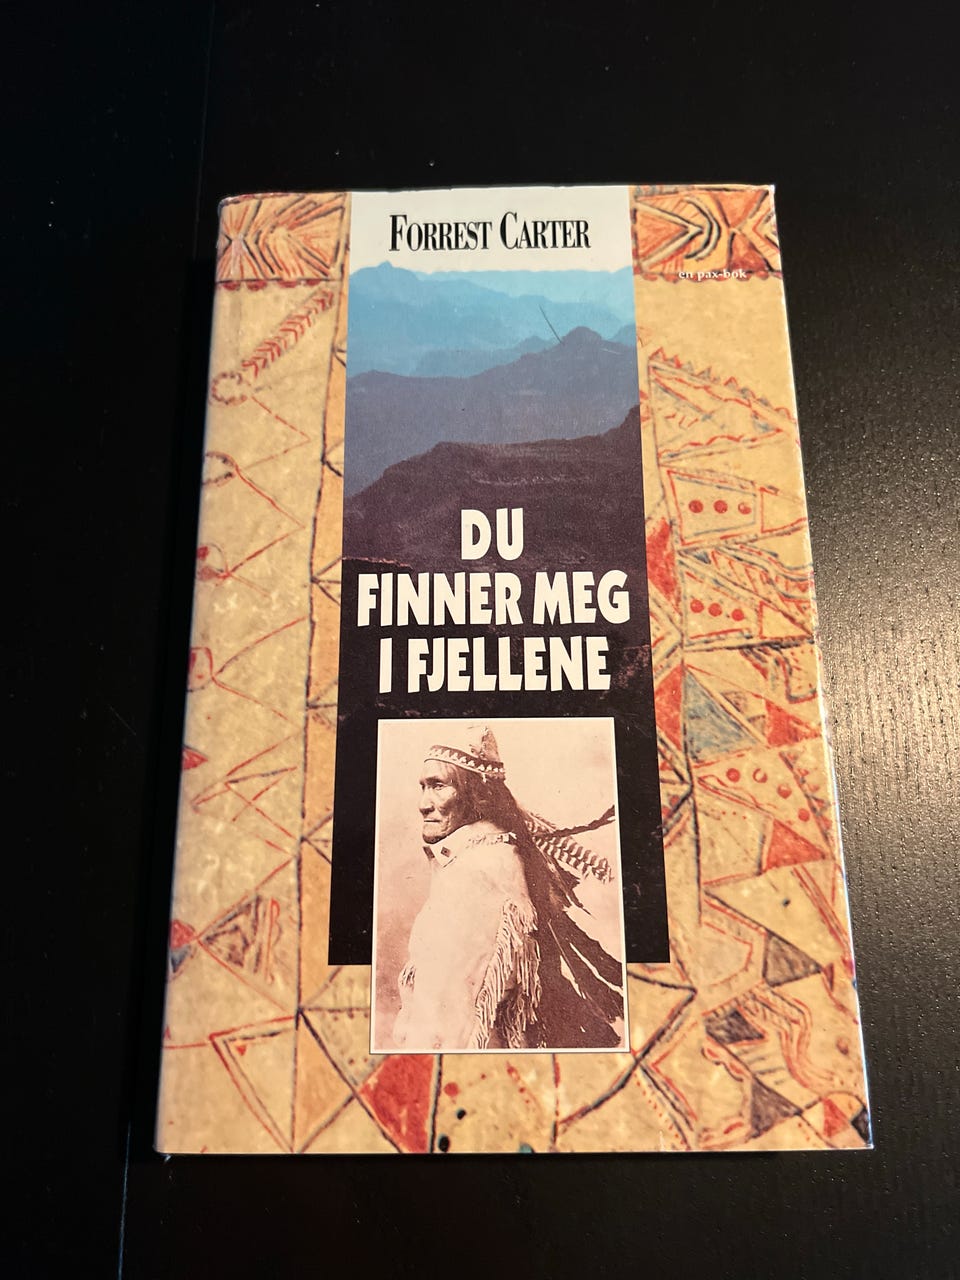 FORREST CARTER
en pax-bok
DU
FINNER MEG
I FJELLENE